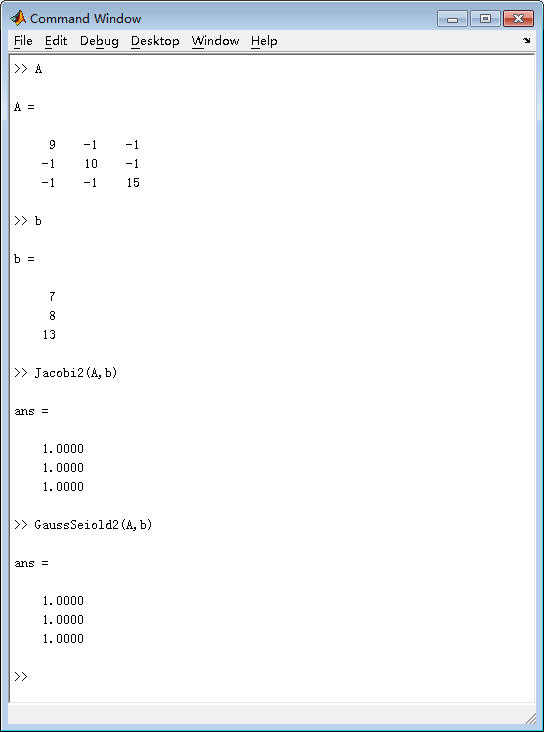 Command Window
File Edit Debug Desktop Window Help
>> A
A =
9 -1 -1
-1 10 -1
-1 -1 15
>> b
b =
7
8
13
>> Jacobi2(A,b)
ans =
1.0000
1.0000
1.0000
>> GaussSeiold2(A,b)
ans =
1.0000
1.0000
1.0000
>>